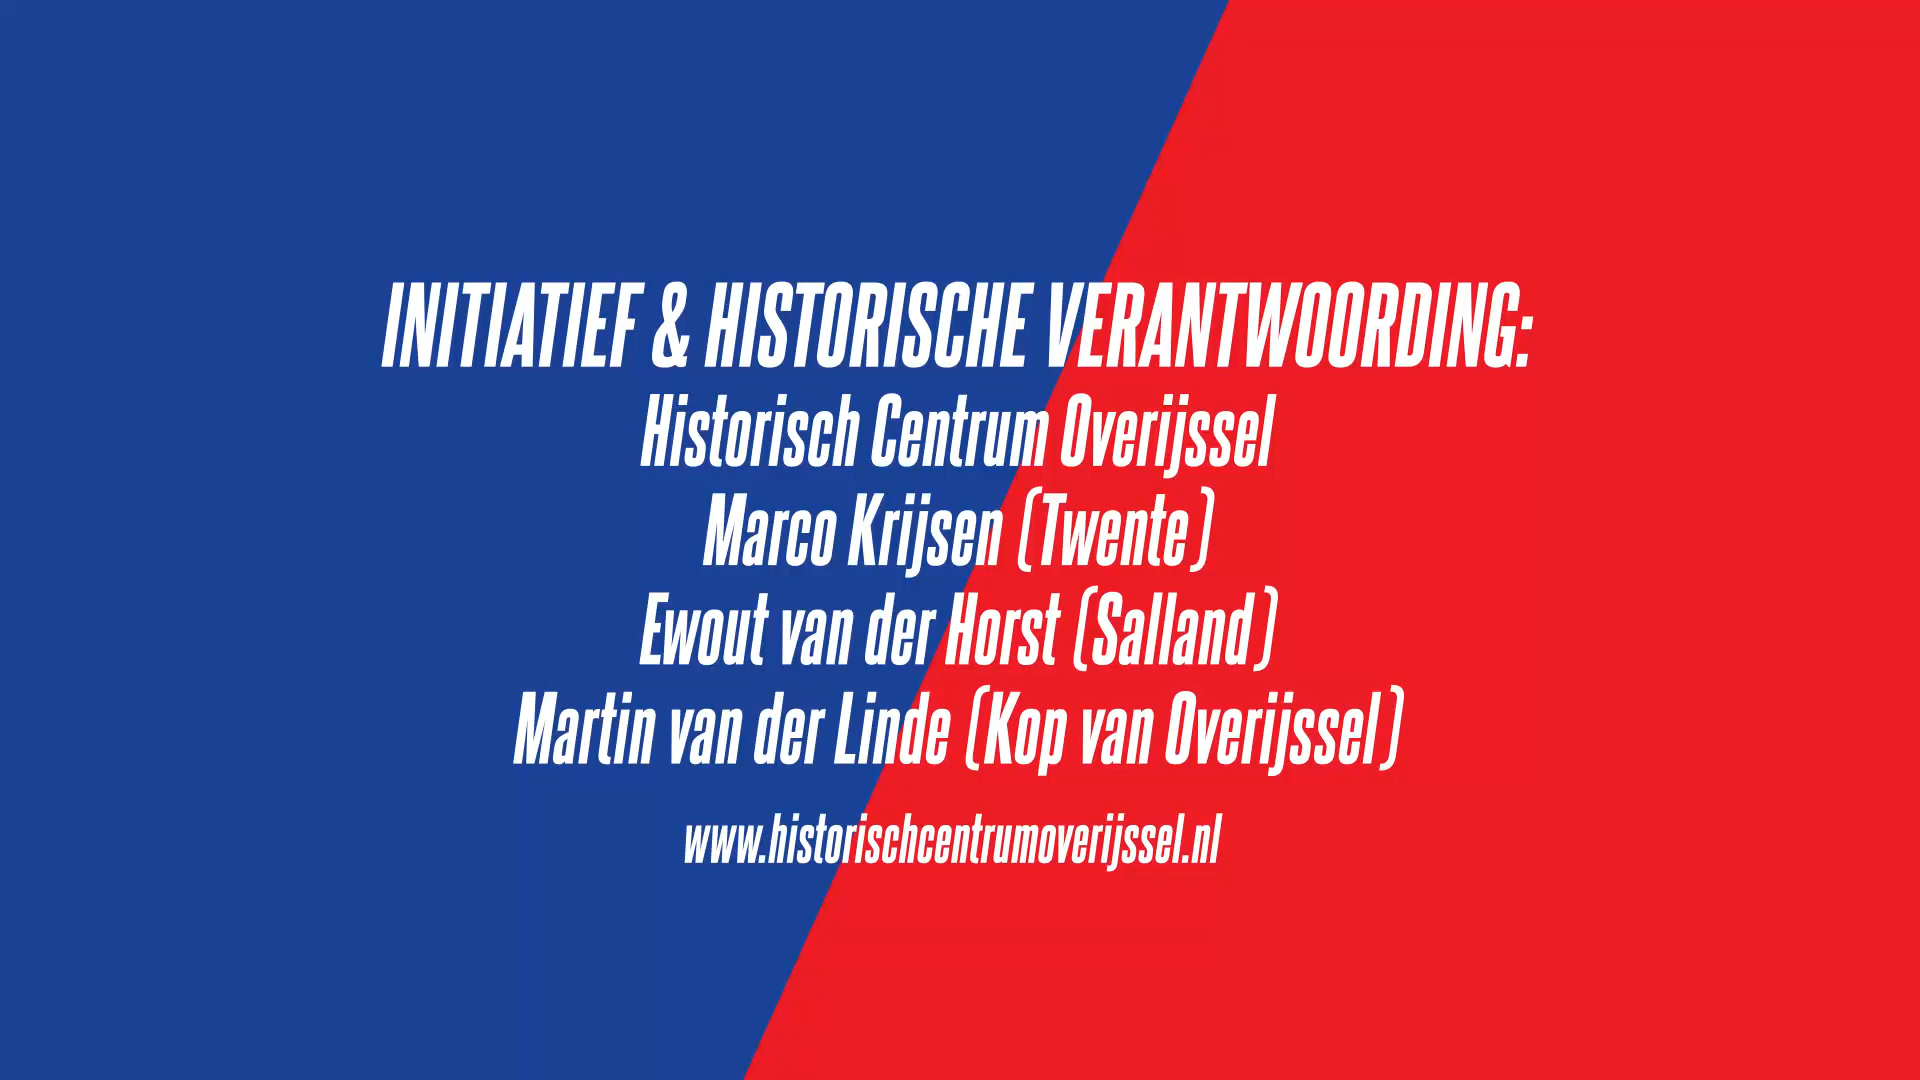 INITIATIEF & HISTORISCHE VERANTWOORDING:
Historisch Centrum Overijssel
Marco Krijsen (Twente)
Ewout van der Horst (Salland)
Martin van der Linde (Kop van Overijssel)
www.historischcentrumoverijssel.nl